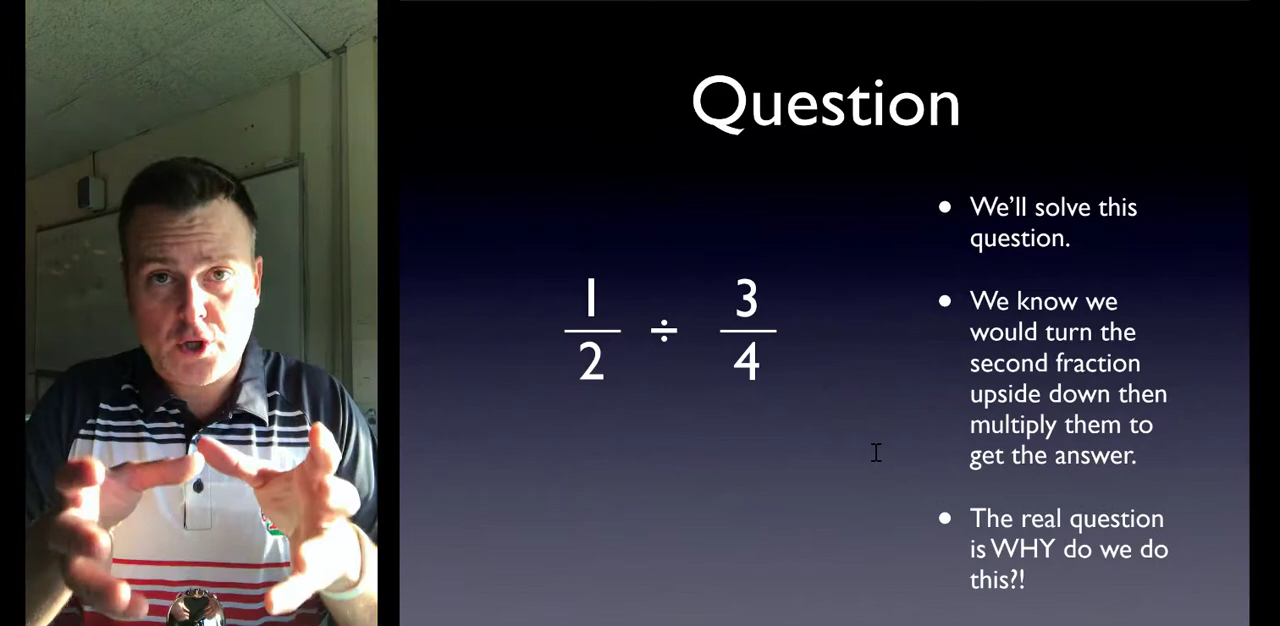 Question
1
2
÷
3
4
• We'll solve this
question.
• We know we
would turn the
second fraction
upside down then
multiply them to
get the answer.
• The real question
is WHY do we do
this?!